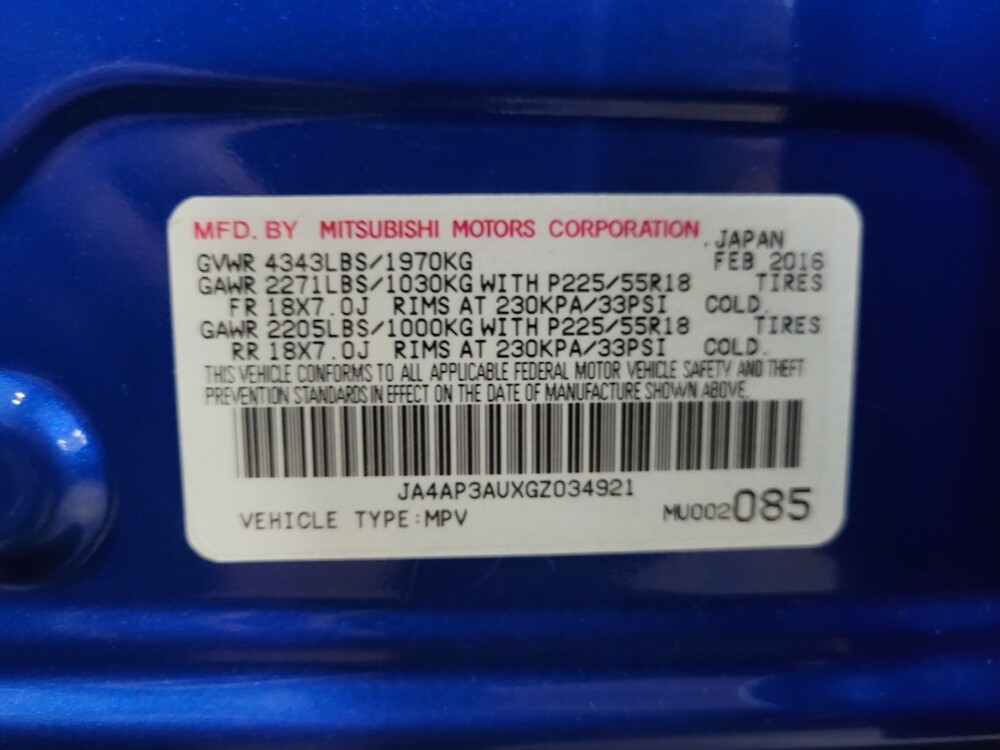 MFD. BY MITSUBISHI MOTORS CORPORATION, JAPAN
GVWR 4343LBS/1970KG FEB 2016
GAWR 2271LBS/1030KG WITH P225/55R18 TIRES
FR 18X7.0J RIMS AT 230KPA/33PSI COLD.
GAWR 2205LBS/1000KG WITH P225/55R18 TIRES
RR 18X7.0J RIMS AT 230KPA/33PSI COLD.
THIS VEHICLE CONFORMS TO ALL APPLICABLE FEDERAL MOTOR VEHICLE SAFETY AND THEFT
PREVENTION STANDARDS IN EFFECT ON THE DATE OF MANUFACTURE SHOWN ABOVE.
JA4AP3AUXGZ034921
VEHICLE TYPE:MPV MU002085